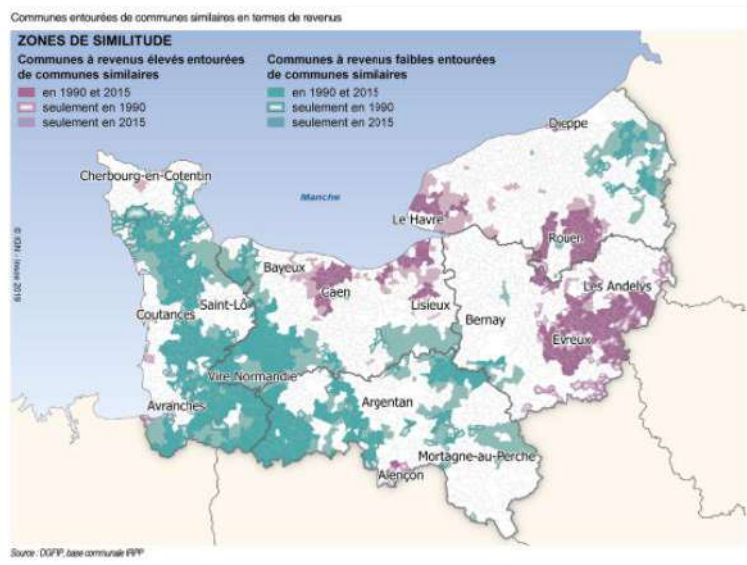 Communes entourées de communes similaires en termes de revenus
ZONES DE SIMILITUDE
Communes à revenus élevés entourées
de communes similaires
en 1990 et 2015
seulement en 1990
seulement en 2015
Communes à revenu faibles entourées
de communes similaires
en 1990 et 2015
seulement en 1990
seulement en 2015
Dieppe
Cherbourg-en-Cotentin
Manche
Le Havre
Rouen
Bayeux
Les Andelys
Caen
Saint-Lô
Lisieux
Coutances
Bernay
Evreux
Vire Normandie
Avranches
Argentan
Mortagne-au-Perche
Alençon
© IGN - Insee 2019
Source : DGFIP, base communale IRPP